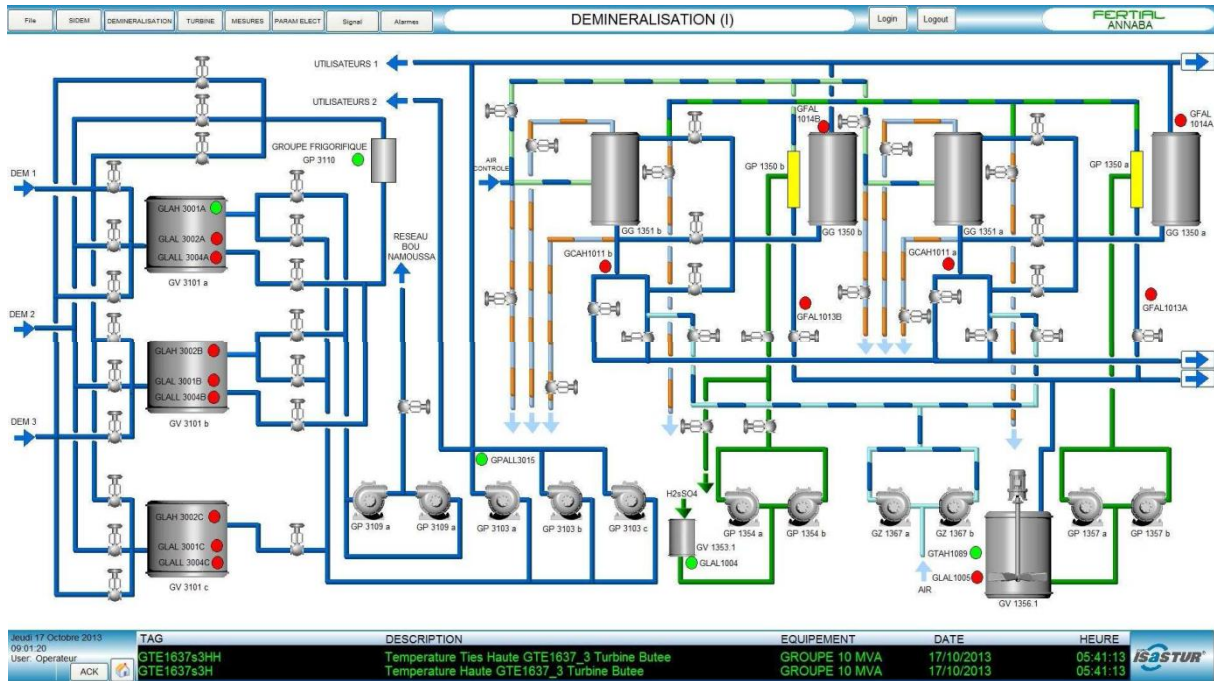 File SIDEM DEMINERALISATION TURBINE MESURES PARAM ELECT Signal Alarmes
DEMINERALISATION (I)
Login Logout
FERTIAL
ANNABA
UTILISATEURS 1
UTILISATEURS 2
GROUPE FRIGORIFIQUE
GP 3110
DEM 1
GLAH 3001A
GLAL 3002A
GLALL 3004A
GV 3101 a
DEM 2
GLAH 3002B
GLAL 3001B
GLALL 3004B
GV 3101 b
DEM 3
GLAH 3002C
GLAL 3001C
GLALL 3004C
GV 3101 c
RESEAU
BOU
NAMOUSSA
AIR
CONTROLE
GPALL3015
GP 3109 a
GP 3109 a
GP 3103 a
GP 3103 b
GP 3103 c
GG 1351 b
GCAH1011 b
GP 1350 b
GFAL
1014B
GG 1350 b
GFAL1013B
GG 1351 a
GCAH1011 a
GP 1350 a
GFAL
1014A
GG 1350 a
GFAL1013A
H2sSO4
GV 1353.1
GLAL1004
GP 1354 a
GP 1354 b
GZ 1367 a
GZ 1367 b
AIR
GTAH1089
GLAL1005
GV 1356.1
GP 1357 a
GP 1357 b
Jeudi 17 Octobre 2013
09:01:20
User: Operateur
ACK
TAG DESCRIPTION EQUIPEMENT DATE HEURE
GTE1637s3HH Temperature Ties Haute GTE1637_3 Turbine Butee GROUPE 10 MVA 17/10/2013 05:41:13
GTE1637s3H Temperature Haute GTE1637_3 Turbine Butee GROUPE 10 MVA 17/10/2013 05:41:13
ISASTUR